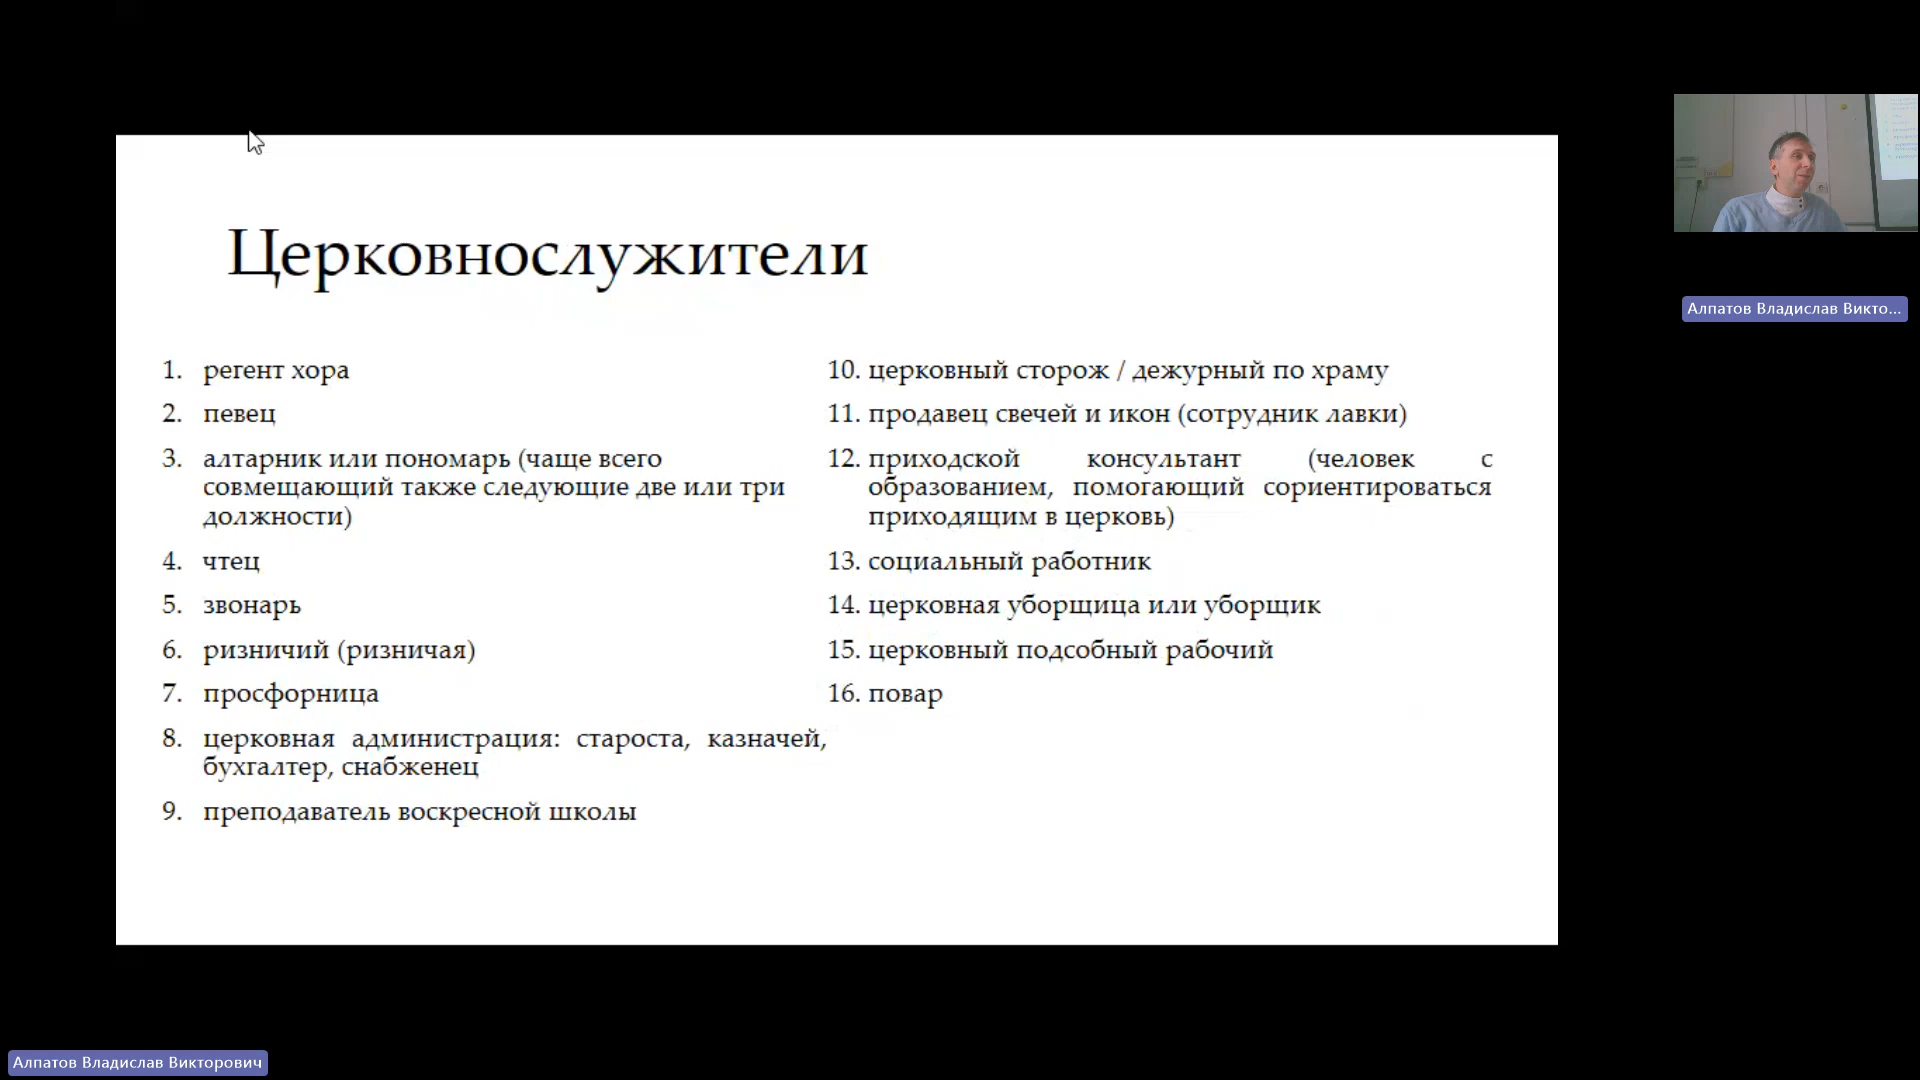 Церковнослужители
1. регент хора
2. певец
3. алтарник или пономарь (чаще всего
совмещающий также следующие две или три
должности)
4. чтец
5. звонарь
6. ризничий (ризничая)
7. просфорница
8. церковная администрация: староста, казначей,
бухгалтер, снабженец
9. преподаватель воскресной школы
10. церковный сторож / дежурный по храму
11. продавец свечей и икон (сотрудник лавки)
12. приходской консультант (человек с
образованием, помогающий сориентироваться
приходящим в церковь)
13. социальный работник
14. церковная уборщица или уборщик
15. церковный подсобный рабочий
16. повар
Алпатов Владислав Викто...
Алпатов Владислав Викторович